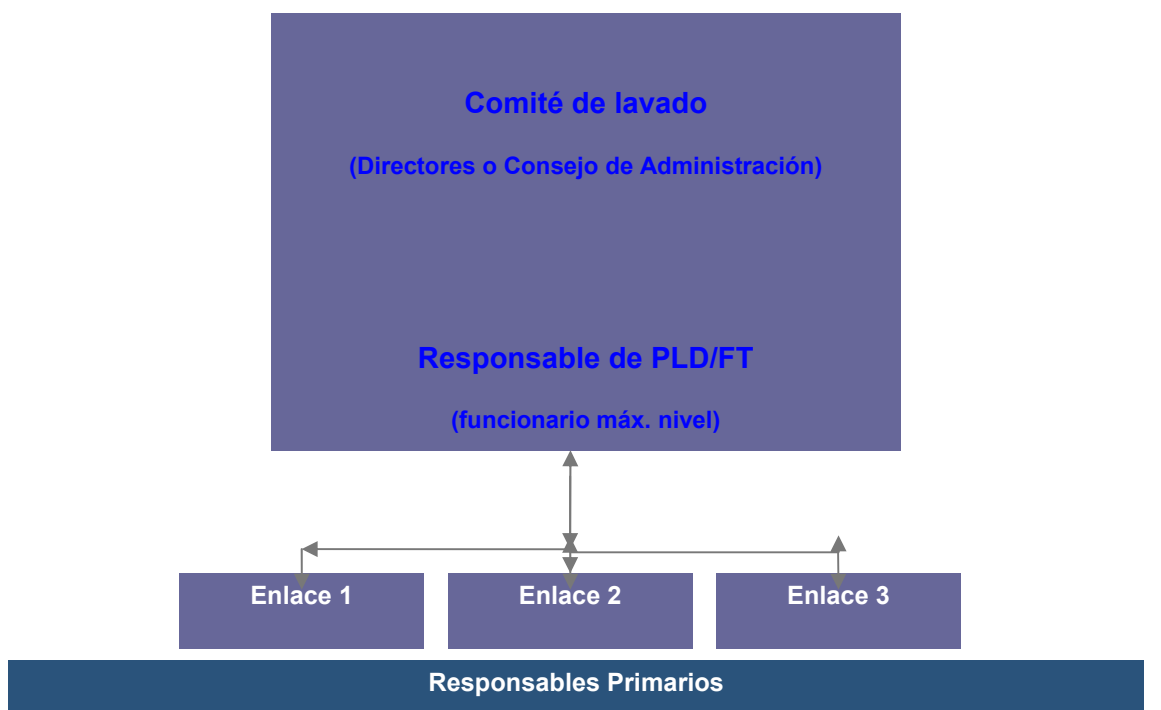 Comité de lavado
(Directores o Consejo de Administración)
Responsable de PLD/FT
(funcionario máx. nivel)
Enlace 1
Enlace 2
Enlace 3
Responsables Primarios